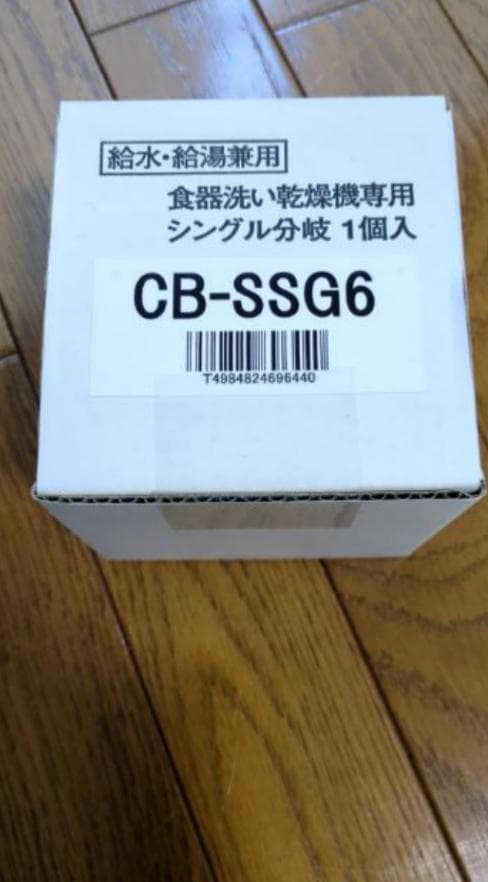 給水・給湯兼用
食器洗い乾燥機専用
シングル分岐 1個入
CB-SSG6
T4984824696440